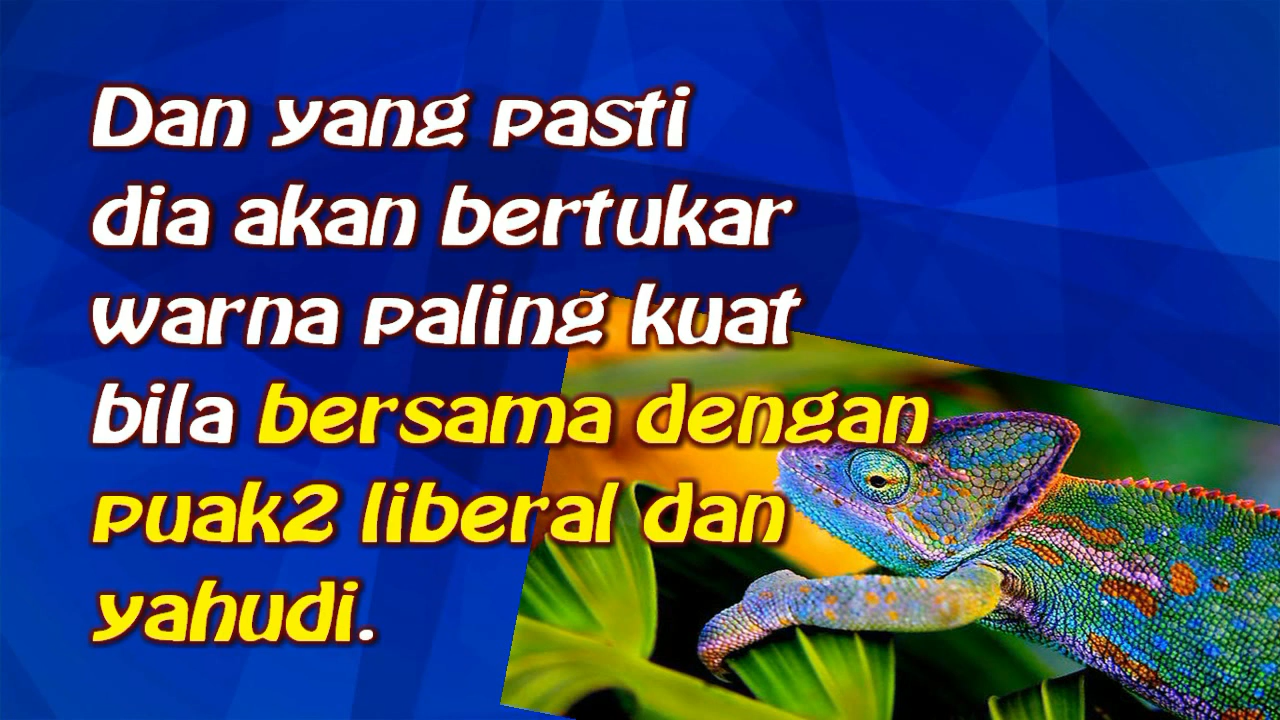 Dan yang pasti
dia akan bertukar
warna paling kuat
bila bersama dengan
puak2 liberal dan
yahudi.